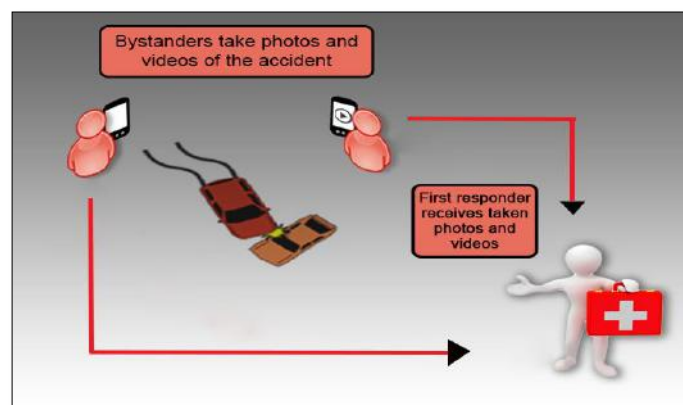 Bystanders take photos and
videos of the accident
First responder
receives taken
photos and
videos